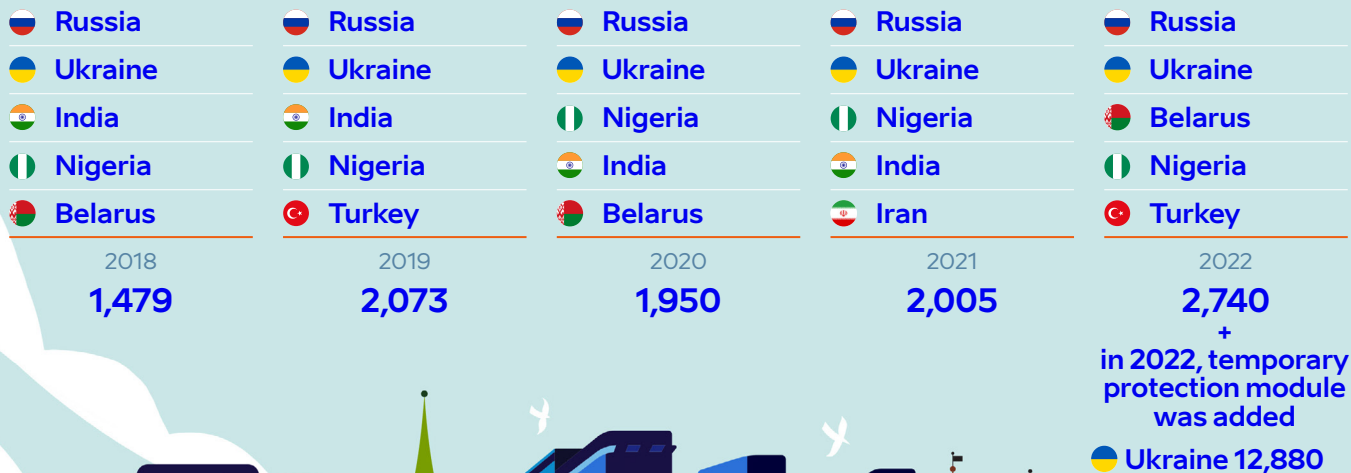 Russia
Ukraine
India
Nigeria
Belarus
2018
1,479
Russia
Ukraine
India
Nigeria
Turkey
2019
2,073
Russia
Ukraine
Nigeria
India
Belarus
2020
1,950
Russia
Ukraine
Nigeria
India
Iran
2021
2,005
Russia
Ukraine
Belarus
Nigeria
Turkey
2022
2,740
+
in 2022, temporary
protection module
was added
Ukraine 12,880